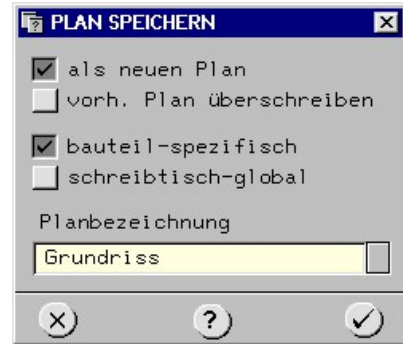 PLAN SPEICHERN
als neuen Plan
vorh. Plan überschreiben
bauteil-spezifisch
schreibtisch-global
Planbezeichnung
Grundriss
?